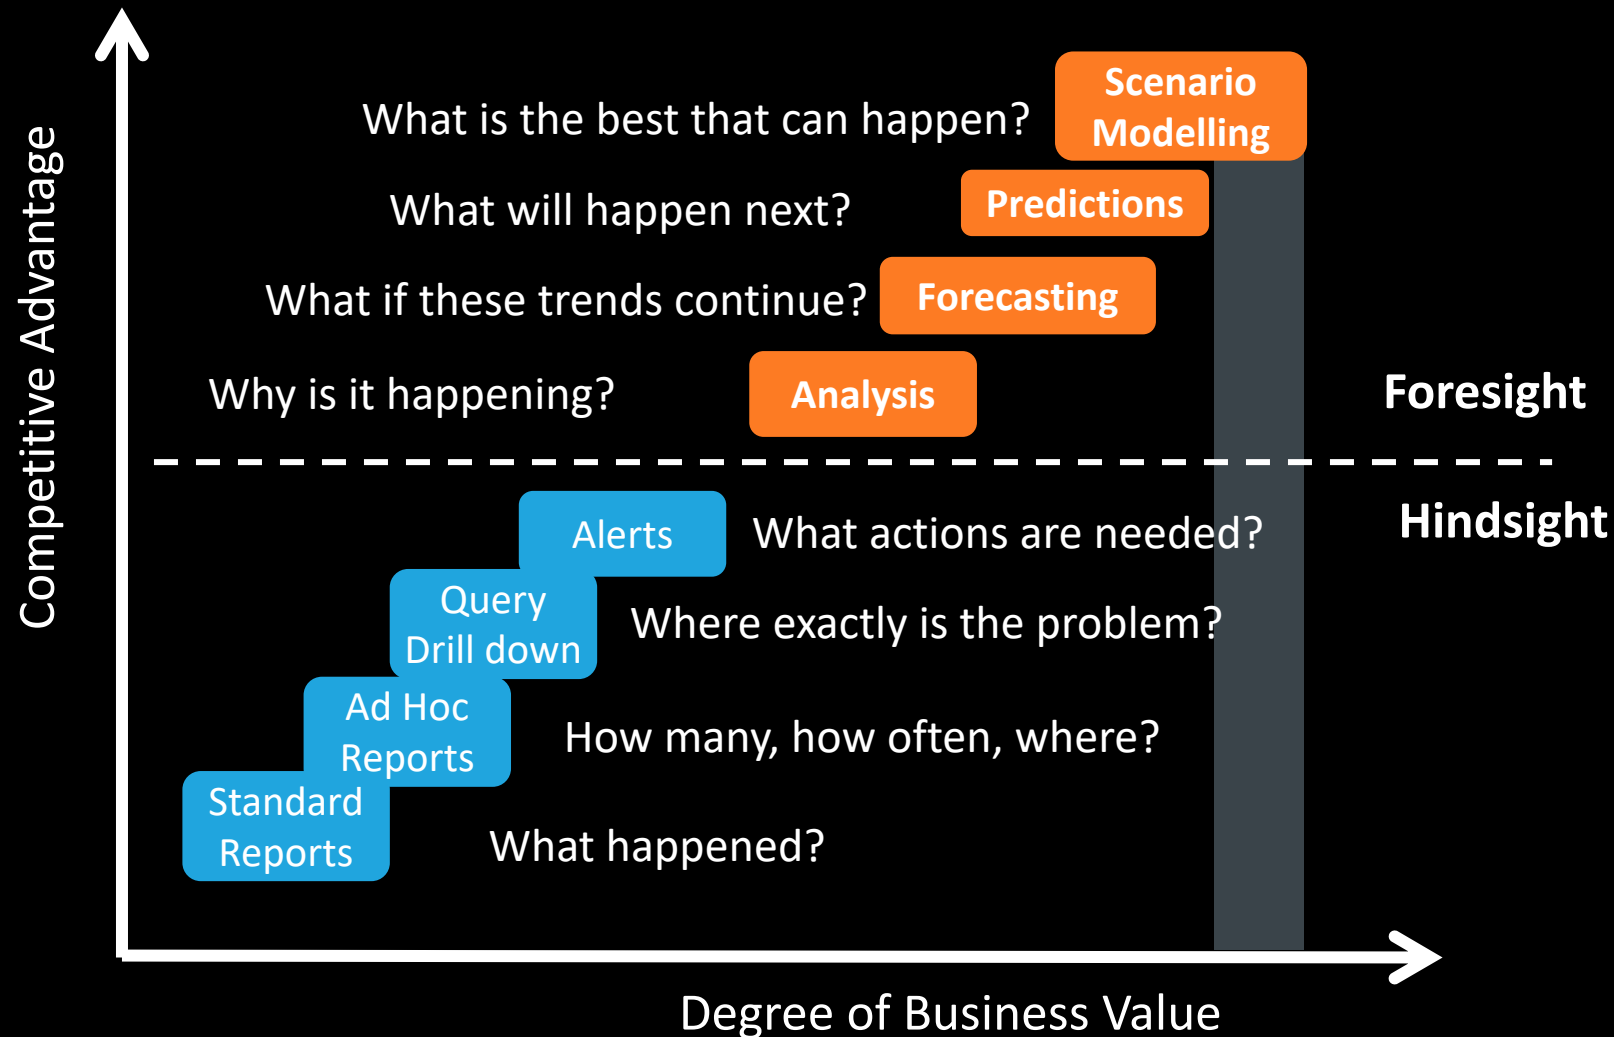 Competitive Advantage
What is the best that can happen?
Scenario
Modelling
What will happen next?
Predictions
What if these trends continue?
Forecasting
Why is it happening?
Analysis
Foresight
Hindsight
Alerts
What actions are needed?
Query
Drill down
Where exactly is the problem?
Ad Hoc
Reports
How many, how often, where?
Standard
Reports
What happened?
Degree of Business Value